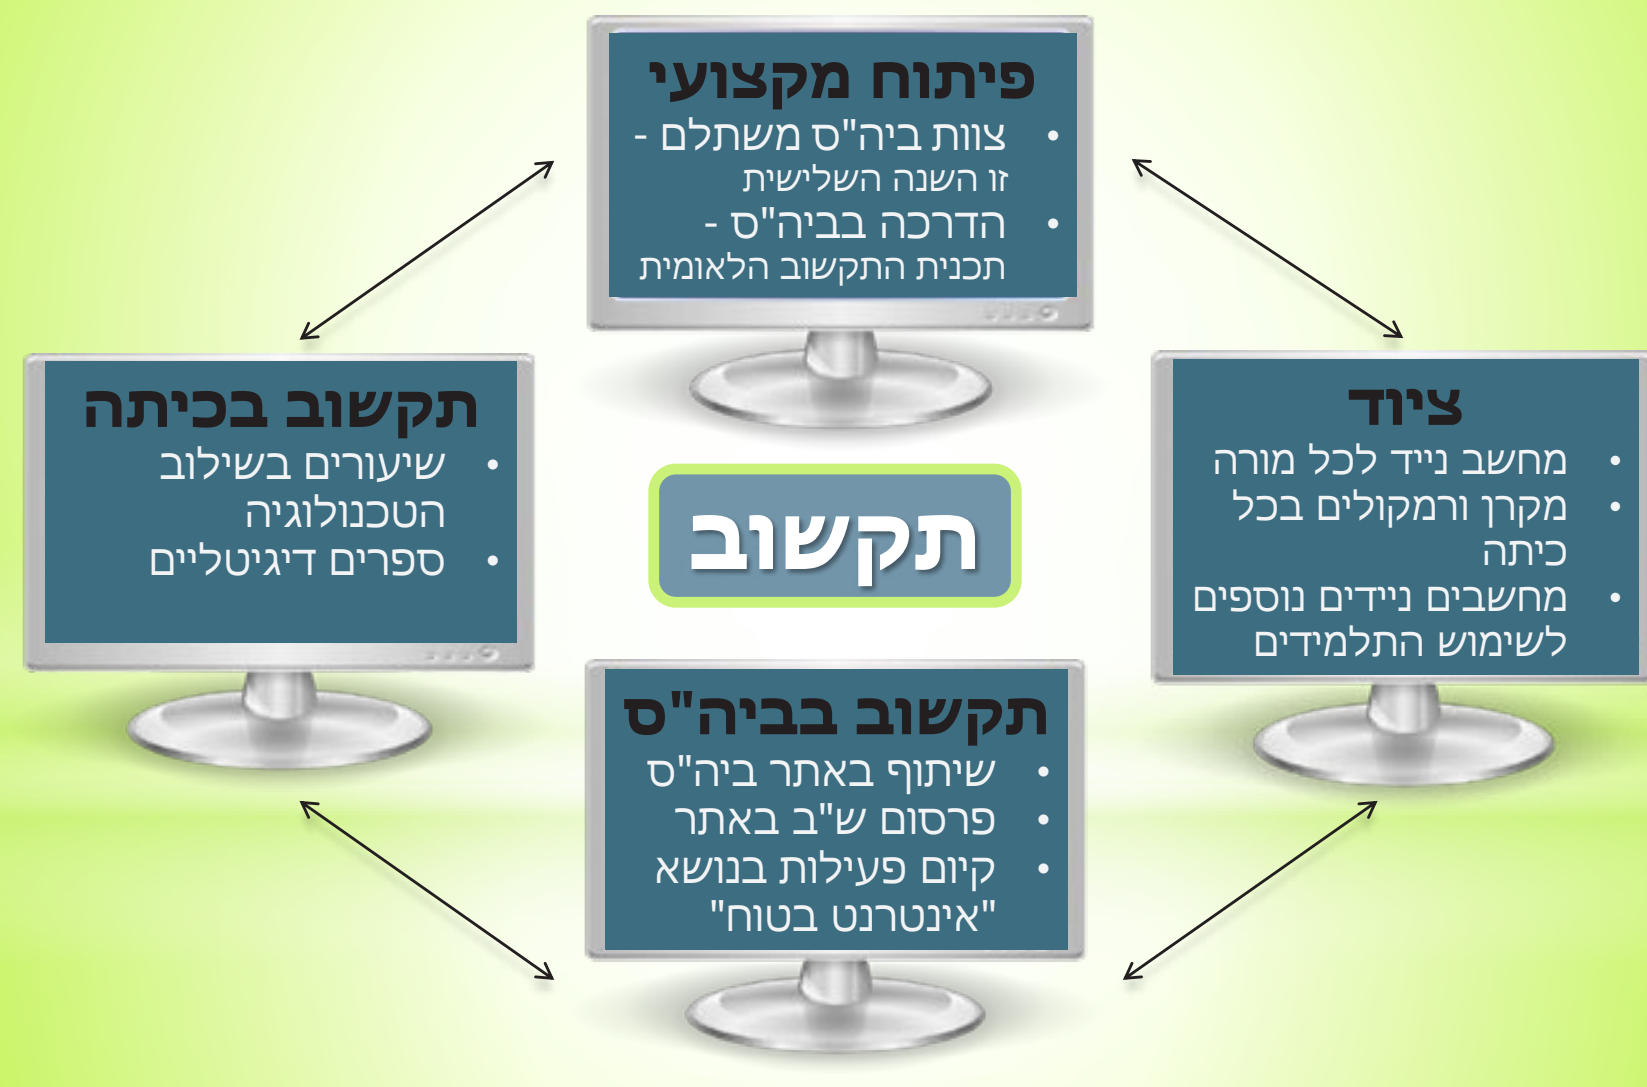 פיתוח מקצועי
• צוות ביה"ס משתלם -
זו השנה השלישית
• הדרכה בביה"ס -
תכנית התקשוב הלאומית
ציוד
• מחשב נייד לכל מורה
• מקרן ורמקולים בכל
כיתה
• מחשבים ניידים נוספים
לשימוש התלמידים
תקשוב
תקשוב בכיתה
• שיעורים בשילוב
הטכנולוגיה
• ספרים דיגיטליים
תקשוב בביה"ס
• שיתוף באתר ביה"ס
• פרסום ש"ב באתר
• קיום פעילות בנושא
"אינטרנט בטוח"